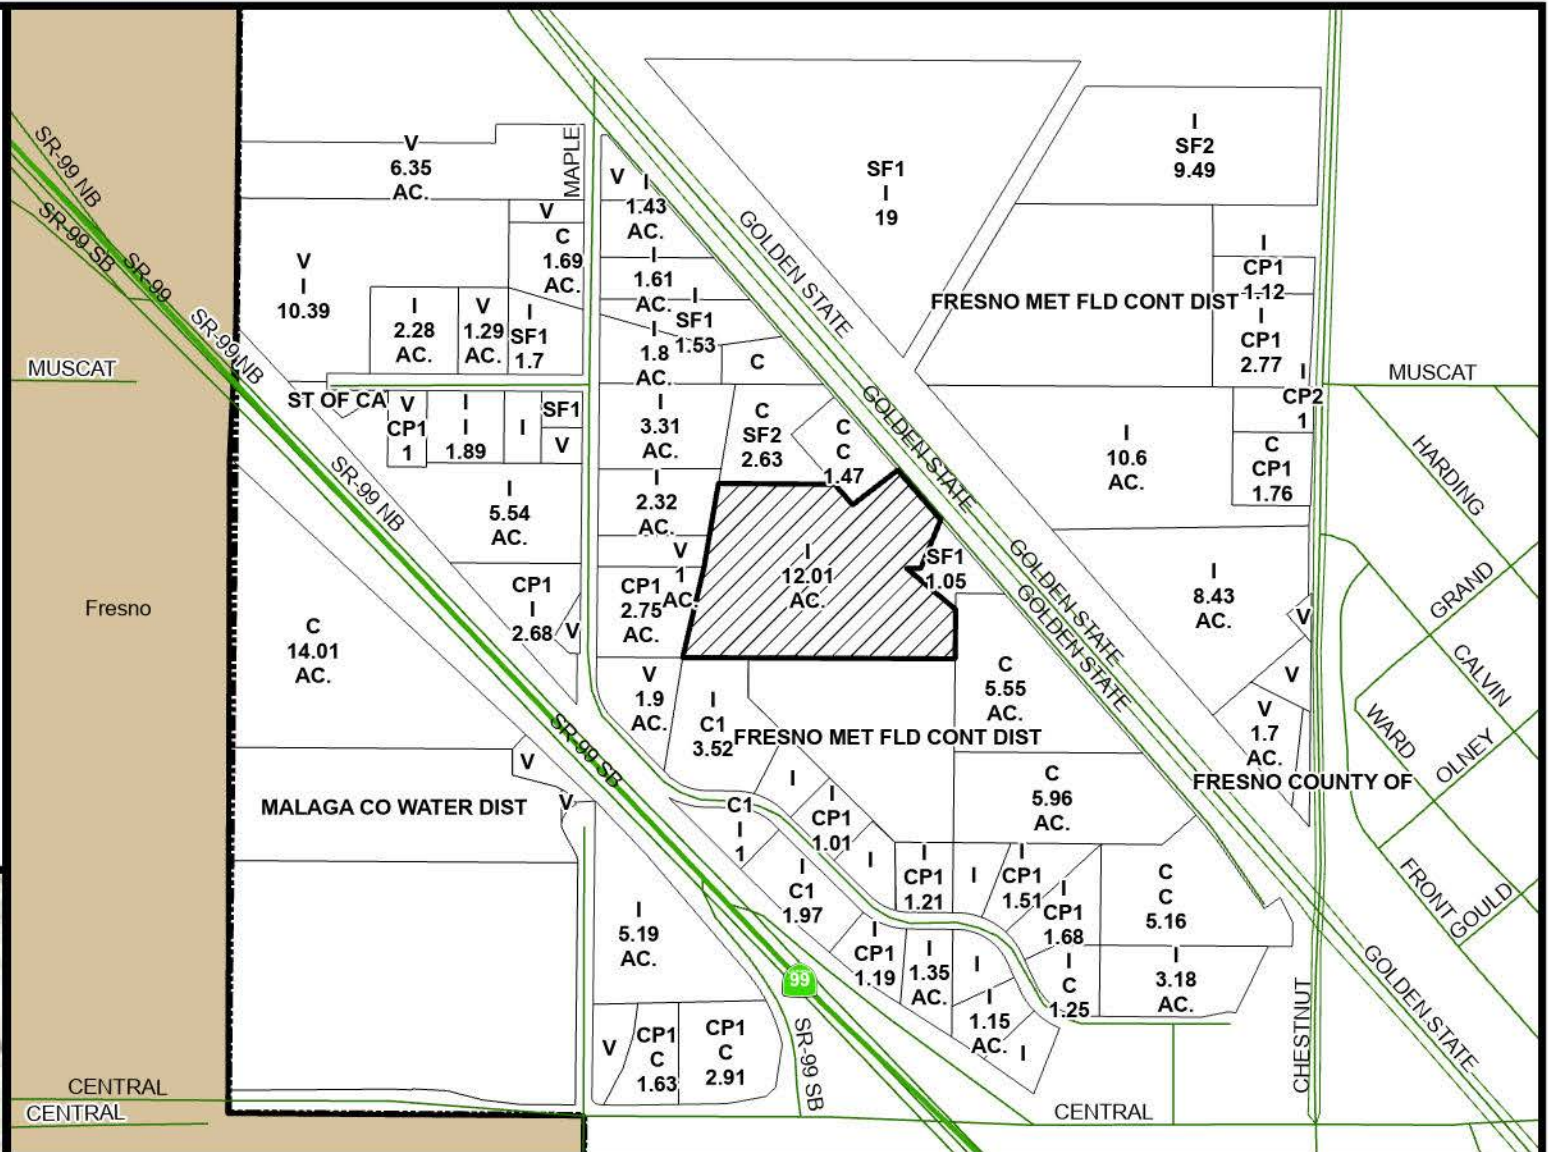 SR-99 NB
SR-99 SB
SR-99
SR-99 NB
MUSCAT
Fresno
CENTRAL
CENTRAL
V
6.35
AC.
MAPLE
V
I
10.39
V
C
1.69
AC.
I
2.28
AC.
V
1.29
AC.
I
SF1
1.7
ST OF CA
V
CP1
1
I
I
1.89
I
SF1
V
SR-99 NB
I
5.54
AC.
CP1
I
2.68
V
C
14.01
AC.
V
I
1.43
AC.
I
1.61
AC.
I
SF1
1.53
I
1.8
AC.
C
I
3.31
AC.
C
SF2
2.63
C
C
1.47
I
2.32
AC.
V
1
AC.
CP1
2.75
AC.
I
12.01
AC.
SF1
1.05
V
1.9
AC.
I
C1
3.52
FRESNO MET FLD CONT DIST
C
5.55
AC.
GOLDEN STATE
GOLDEN STATE
GOLDEN STATE
GOLDEN STATE
GOLDEN STATE
SF1
I
19
I
SF2
9.49
FRESNO MET FLD CONT DIST
I
CP1
1.12
I
CP1
2.77
I
CP2
1
C
CP1
1.76
I
10.6
AC.
I
8.43
AC.
V
V
V
1.7
AC.
FRESNO COUNTY OF
MUSCAT
HARDING
GRAND
CALVIN
WARD
OLNEY
FRONT
GOULD
SR-99 SB
V
V
MALAGA CO WATER DIST
C1
I
1
I
I
CP1
1.01
I
I
C1
1.97
C
5.96
AC.
I
CP1
1.21
I
I
CP1
1.51
I
CP1
1.68
C
C
5.16
I
5.19
AC.
99
I
CP1
1.19
I
1.35
AC.
I
I
C
1.25
I
3.18
AC.
I
1.15
AC.
I
V
CP1
C
1.63
CP1
C
2.91
SR-99 SB
CENTRAL
CHESTNUT
GOLDEN STATE